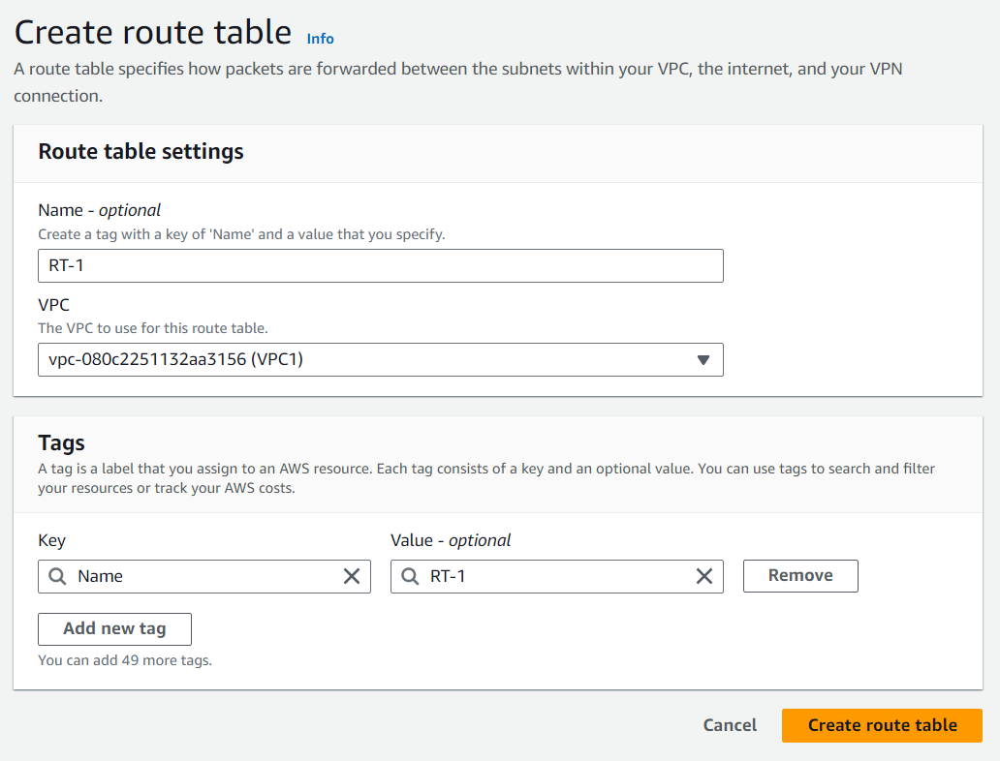 Create route table Info
A route table specifies how packets are forwarded between the subnets within your VPC, the internet, and your VPN
connection.
Route table settings
Name - optional
Create a tag with a key of 'Name' and a value that you specify.
RT-1
VPC
The VPC to use for this route table.
vpc-080c2251132aa3156 (VPC1)
Tags
A tag is a label that you assign to an AWS resource. Each tag consists of a key and an optional value. You can use tags to search and filter
your resources or track your AWS costs.
Key Value - optional
Name RT-1 Remove
Add new tag
You can add 49 more tags.
Cancel Create route table